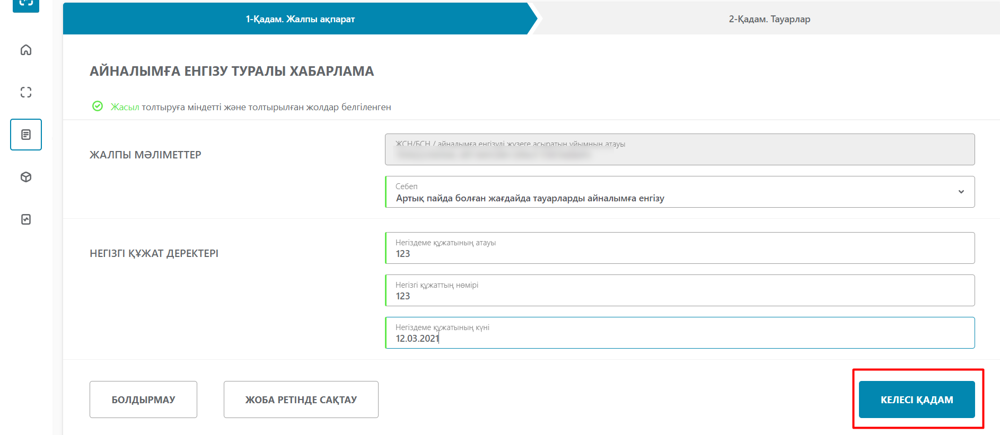 1-Қадам. Жалпы ақпарат
2-Қадам. Тауарлар
АЙНАЛЫМҒА ЕНГІЗУ ТУРАЛЫ ХАБАРЛАМА
Жасыл толтыруға міндетті және толтырылған жолдар белгіленген
ЖАЛПЫ МӘЛІМЕТТЕР
ЖСН/БСН / айналымға енгізуді жүзеге асыратын ұйымның атауы
Себеп
Артық пайда болған жағдайда тауарларды айналымға енгізу
НЕГІЗГІ ҚҰЖАТ ДЕРЕКТЕРІ
Негіздеме құжатының атауы
123
Негізгі құжаттың нөмірі
123
Негіздеме құжатының күні
12.03.2021
БОЛДЫРМАУ
ЖОБА РЕТІНДЕ САҚТАУ
КЕЛЕСІ ҚАДАМ